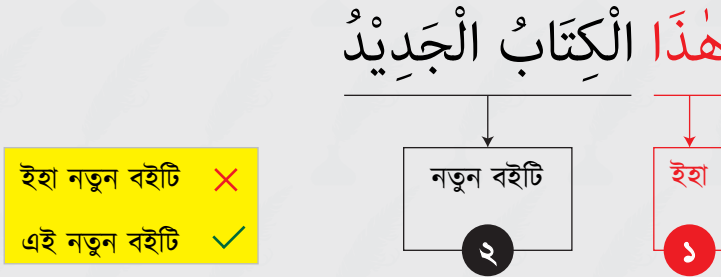 هٰذَا الْكِتَابُ الْجَدِيْدُ
ইহা নতুন বইটি
এই নতুন বইটি
নতুন বইটি
২
ইহা
১